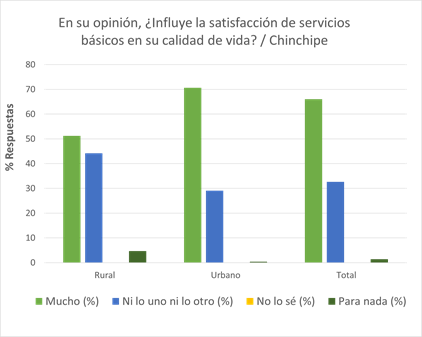 En su opinión, ¿Influye la satisfacción de servicios
básicos en su calidad de vida? / Chinchipe
% Respuestas
80
70
60
50
40
30
20
10
0
Rural Urbano Total
Mucho (%) Ni lo uno ni lo otro (%) No lo sé (%) Para nada (%)